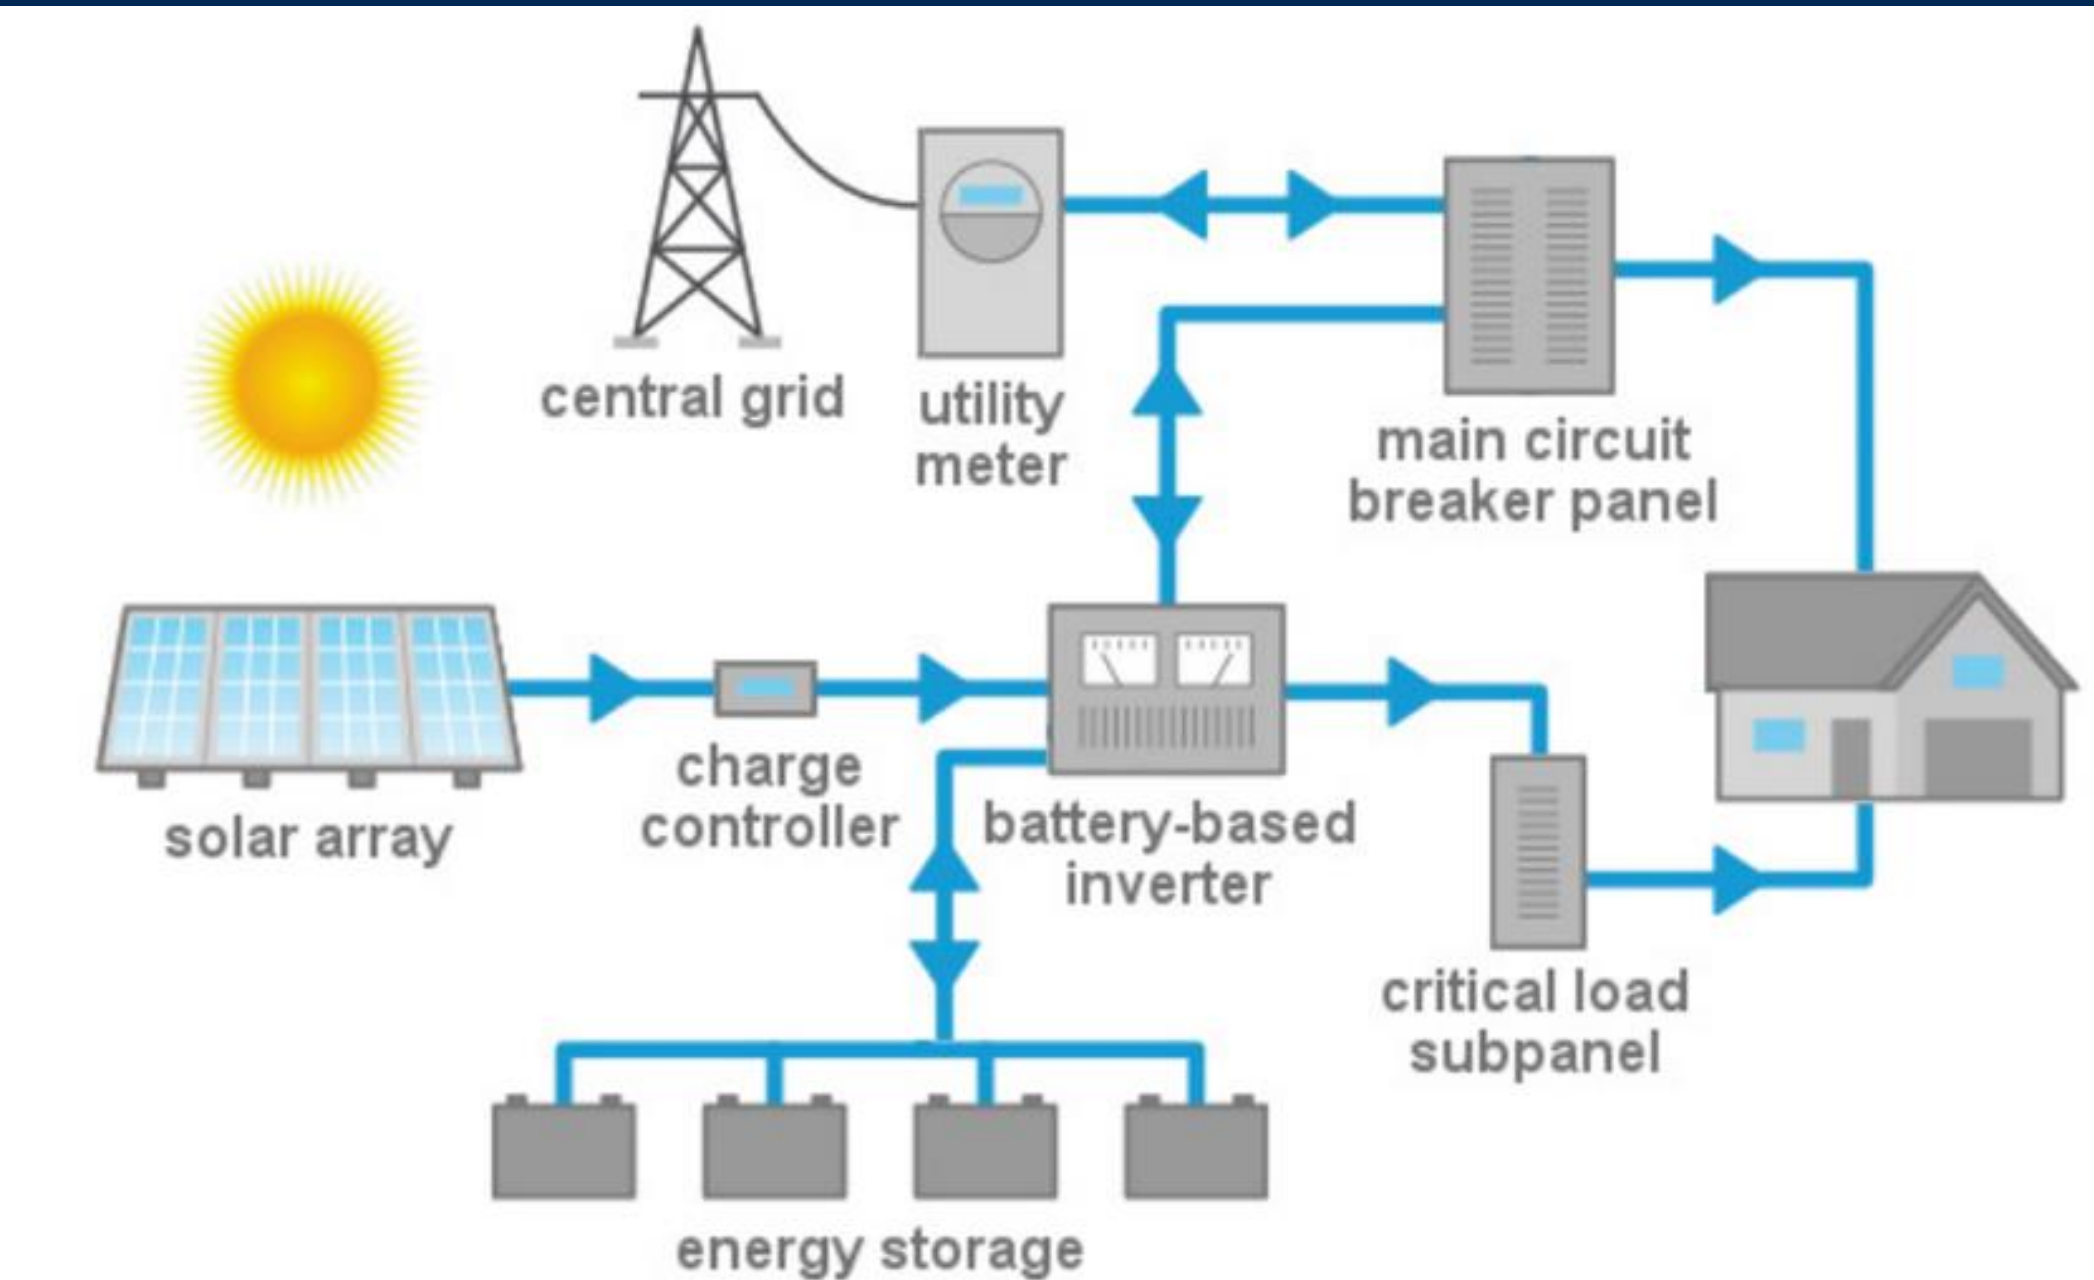 central grid
utility
meter
main circuit
breaker panel
solar array
charge
controller
battery-based
inverter
critical load
subpanel
energy storage